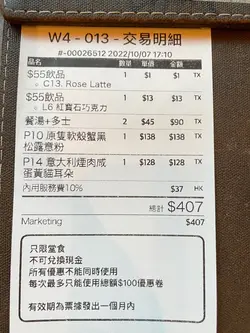 W4 - 013 - 交易明細
#-00026512 2022/10/07 17:10
品名 數量 單價 金額
$55飲品 1 $1 $1 TX
○ C13. Rose Latte
$55飲品 1 $13 $13 TX
○ L6 紅寶石巧克力
餐湯+多士 2 $45 $90 TX
P10 原隻軟殼蟹黑松露意粉 1 $138 $138 TX
P14 意大利煙肉咸蛋黃貓耳朵 1 $128 $128 TX
內用服務費10% $37 HK
總計 $407
Marketing $407
只限當食
不可兌換現金
所有優惠不能同時使用
每次最多只能使用總額$100優惠卷
有效期為票據發出一個月內